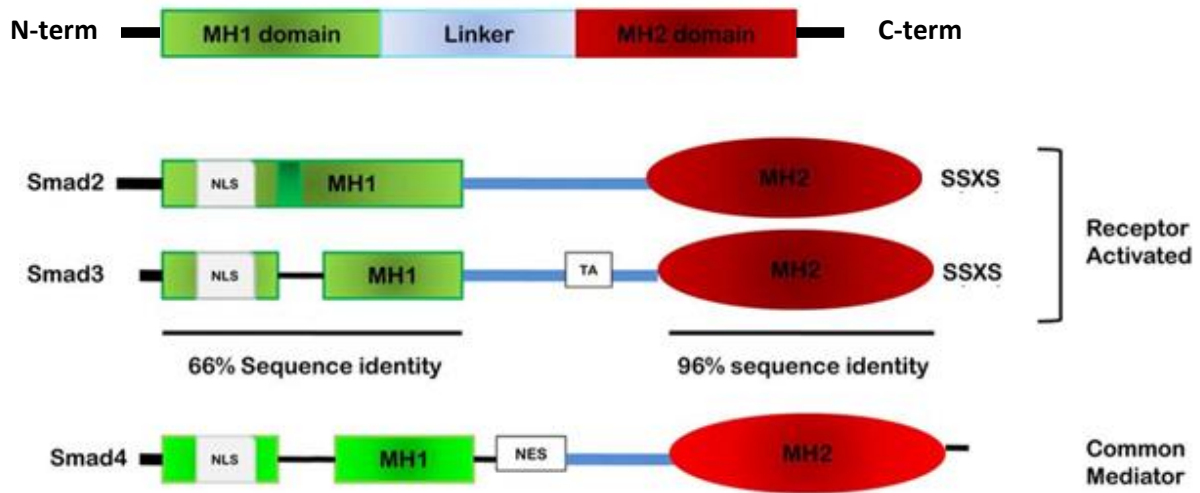 N-term MH1 domain Linker MH2 domain C-term
Smad2 NLS MH1 MH2 SSXS
Receptor
Activated
Smad3 NLS MH1 TA MH2 SSXS
66% Sequence identity 96% sequence identity
Smad4 NLS MH1 NES MH2
Common
Mediator